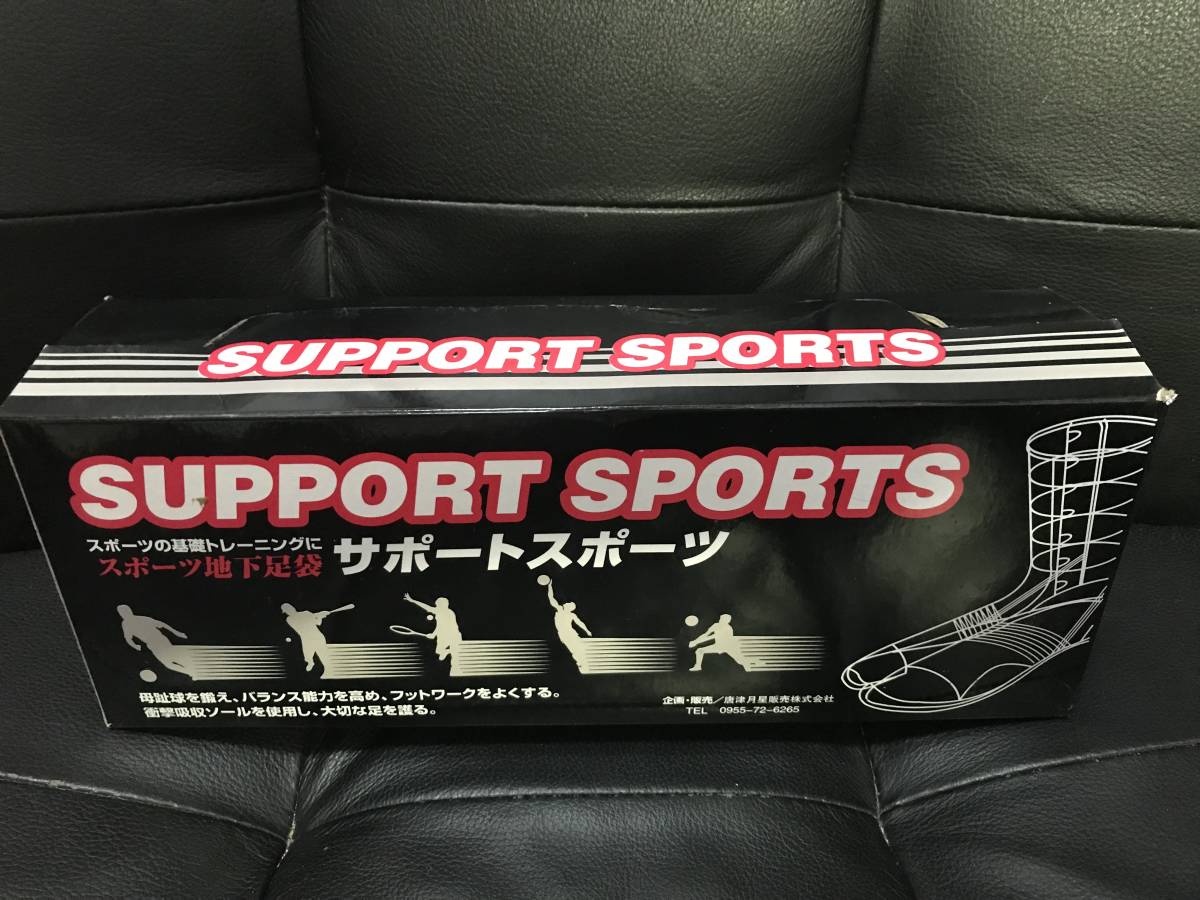 SUPPORT SPORTS
SUPPORT SPORTS
スポーツの基礎トレーニングに
スポーツ地下足袋 サポートスポーツ
母趾球を鍛え、バランス能力を高め、フットワークをよくする。
衝撃吸収ソールを使用し、大切な足を護る。
企画・販売／唐津月星販売株式会社
TEL 0955-72-6265